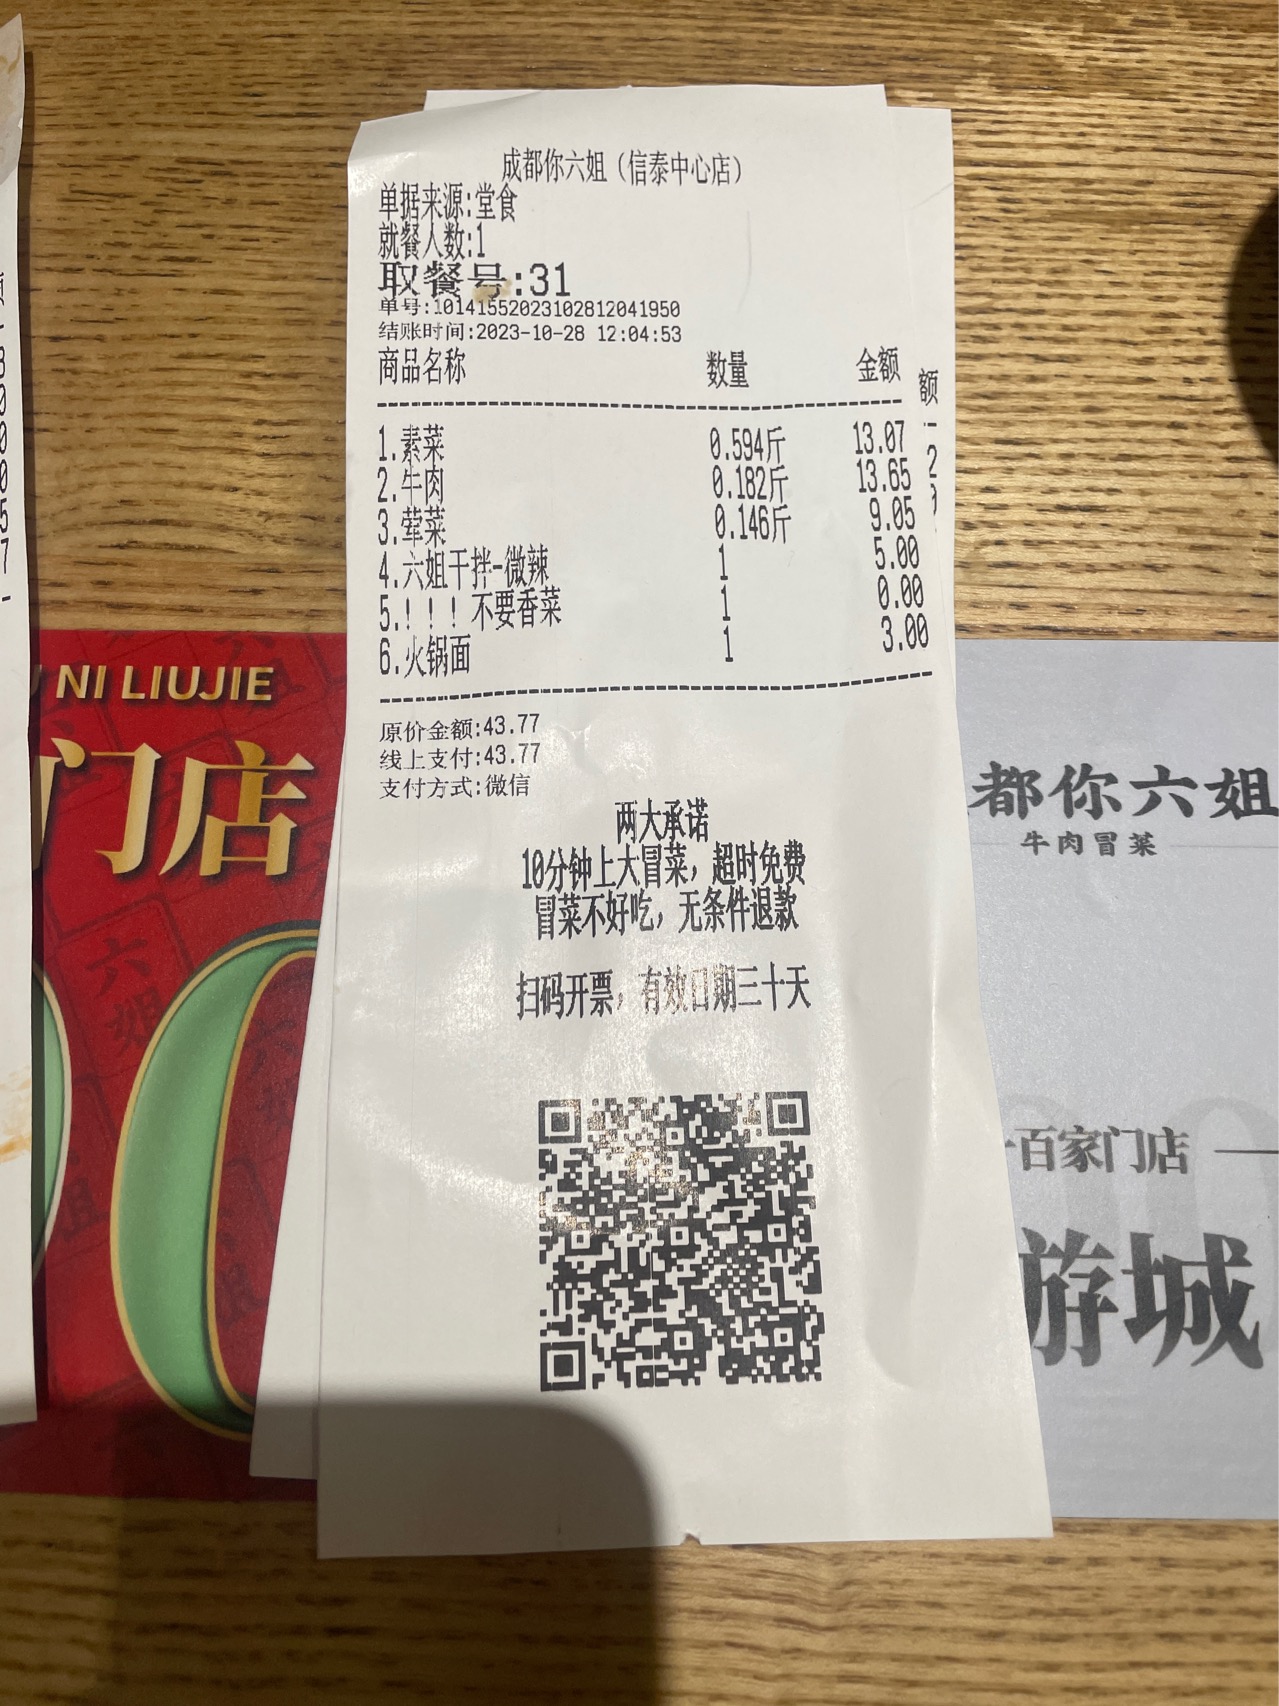 成都你六姐（信泰中心店）
单据来源:堂食
就餐人数:1
取餐号:31
单号:10141552023102812041950
结账时间:2023-10-28 12:04:53
商品名称 数量 金额
1.素菜 0.594斤 13.07
2.牛肉 0.182斤 13.65
3.荤菜 0.146斤 9.05
4.六姐干拌-微辣 1 5.00
5.！！！不要香菜 1 0.00
6.火锅面 1 3.00
原价金额:43.77
线上支付:43.77
支付方式:微信
两大承诺
10分钟上大冒菜，超时免费
冒菜不好吃，无条件退款
扫码开票，有效日期三十天
额
NI LIUJIE
门店
六姐
都你六姐
牛肉冒菜
百家门店
游城